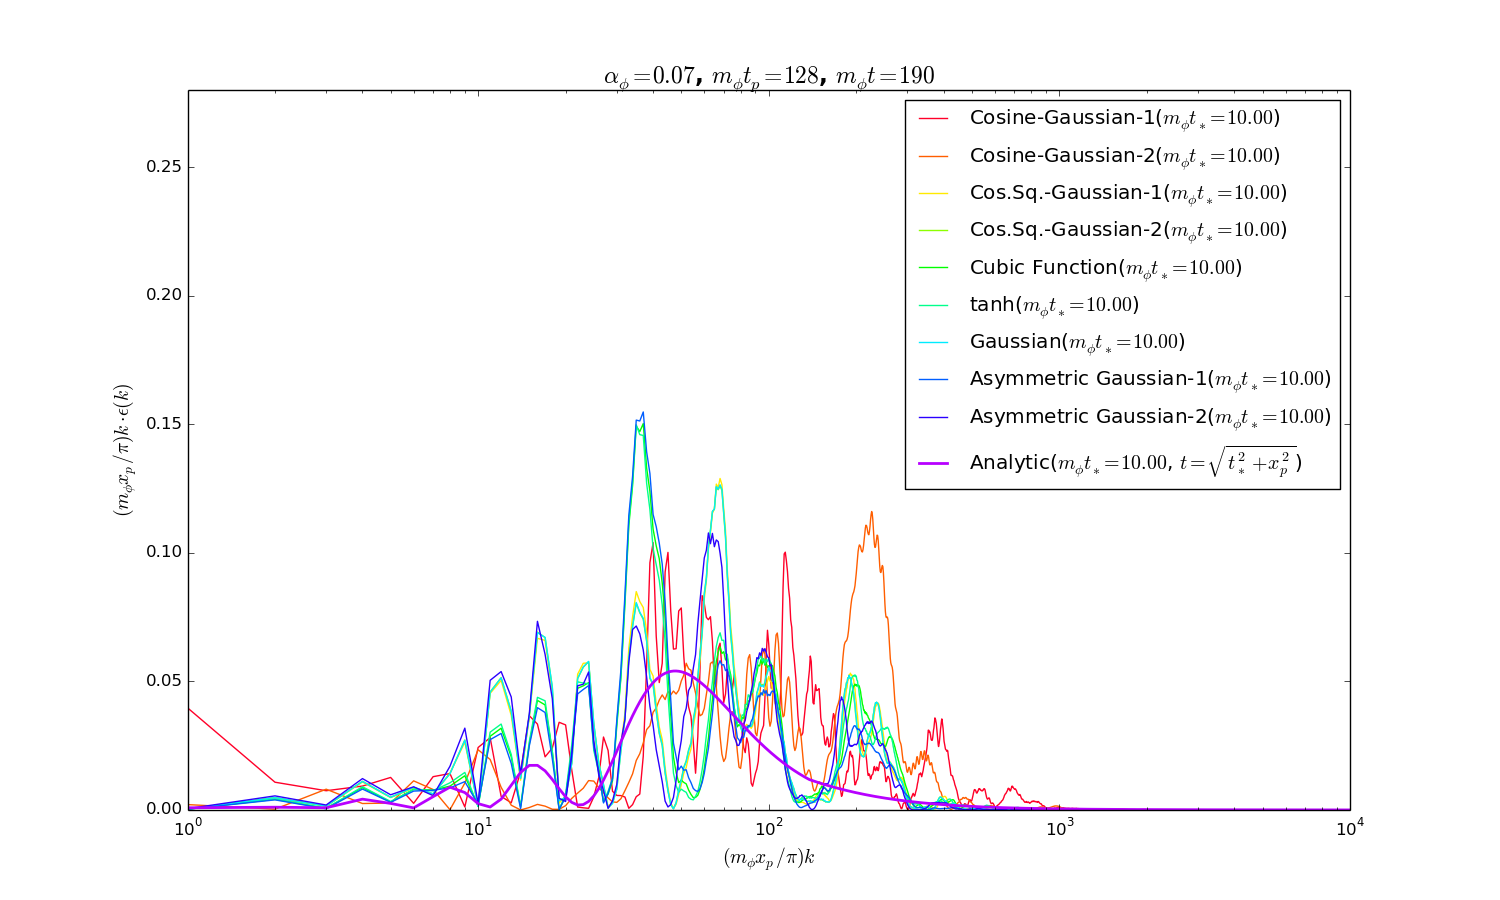 α_ϕ=0.07, m_ϕt_p=128, m_ϕt=190
(m_ϕx_p/π)k·ϵ(k)
0.25
0.20
0.15
0.10
0.05
0.00
10^0 10^1 10^2 10^3 10^4
(m_ϕx_p/π)k
Cosine-Gaussian-1(m_ϕt_*=10.00)
Cosine-Gaussian-2(m_ϕt_*=10.00)
Cos.Sq.-Gaussian-1(m_ϕt_*=10.00)
Cos.Sq.-Gaussian-2(m_ϕt_*=10.00)
Cubic Function(m_ϕt_*=10.00)
tanh(m_ϕt_*=10.00)
Gaussian(m_ϕt_*=10.00)
Asymmetric Gaussian-1(m_ϕt_*=10.00)
Asymmetric Gaussian-2(m_ϕt_*=10.00)
Analytic(m_ϕt_*=10.00, t=√(t_*^2+x_p^2))